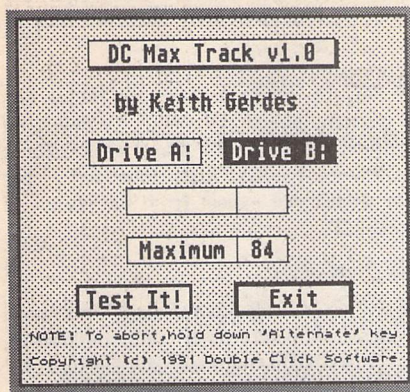 DC Max Track v1.0
by Keith Gerdes
Drive A: Drive B:
Maximum 84
Test It! Exit
NOTE: To abort,hold down 'Alternate' key
Copyright (c) 1991 Double Click Software